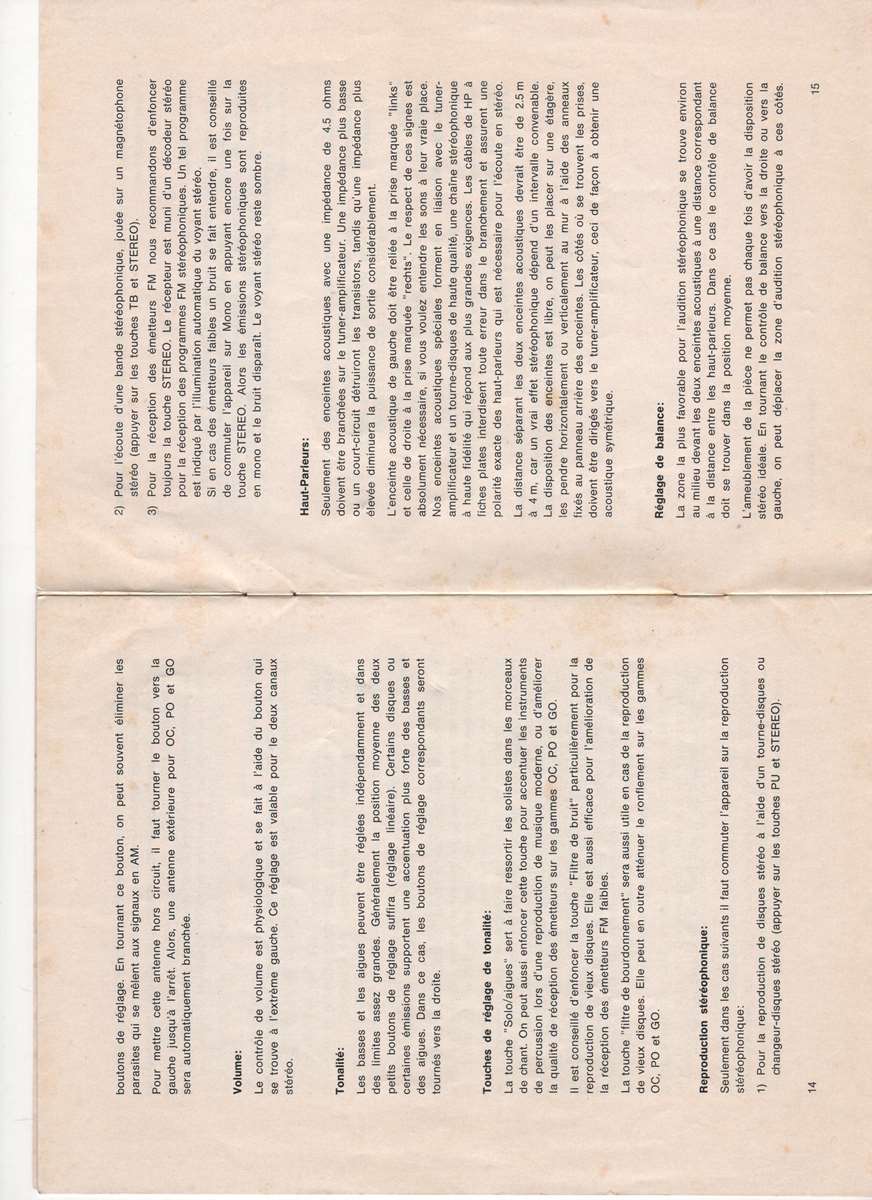 boutons de réglage. En tournant ce bouton, on peut souvent éliminer les
parasites qui se mêlent aux signaux en AM.
Pour mettre cette antenne hors circuit, il faut tourner le bouton vers la
gauche jusqu'à l'arrêt. Alors, une antenne extérieure pour OC, PO et GO
sera automatiquement branchée.
Volume:
Le contrôle de volume est physiologique et se fait à l'aide du bouton qui
se trouve à l'extrème gauche. Ce réglage est valable pour le deux canaux
stéréo.
Tonalité:
Les basses et les aigues peuvent être réglées indépendamment et dans
des limites assez grandes. Généralement la position moyenne des deux
petits boutons de réglage suffira (réglage linéaire). Certains disques ou
certaines émissions supportent une accentuation plus forte des basses et
des aigues. Dans ce cas, les boutons de réglage correspondants seront
tournés vers la droite.
Touches de réglage de tonalité:
La touche "Solo/aigues" sert à faire ressortir les solistes dans les morceaux
de chant. On peut aussi enfoncer cette touche pour accentuer les instruments
de percussion lors d'une reproduction de musique moderne, ou d'améliorer
la qualité de réception des émetteurs sur les gammes OC, PO et GO.
Il est conseillé d'enfoncer la touche "Filtre de bruit" particulièrement pour la
reproduction de vieux disques. Elle est aussi efficace pour l'amélioration de
la réception des émetteurs FM faibles.
La touche "filtre de bourdonnement" sera aussi utile en cas de la reproduction
de vieux disques. Elle peut en outre atténuer le ronflement sur les gammes
OC, PO et GO.
Reproduction stéréophonique:
Seulement dans les cas suivants il faut commuter l'appareil sur la reproduction
stéréophonique:
1) Pour la reproduction de disques stéréo à l'aide d'un tourne-disques ou
changeur-disques stéréo (appuyer sur les touches PU et STEREO).
14
2) Pour l'écoute d'une bande stéréophonique, jouée sur un magnétophone
stéréo (appuyer sur les touches TB et STEREO).
3) Pour la réception des émetteurs FM nous recommandons d'enfoncer
toujours la touche STEREO. Le récepteur est muni d'un décodeur stéréo
pour la réception des programmes FM stéréophoniques. Un tel programme
est indiqué par l'illumination automatique du voyant stéréo.
Si en cas des émetteurs faibles un bruit se fait entendre, il est conseillé
de commuter l'appareil sur Mono en appuyant encore une fois sur la
touche STEREO. Alors les émissions stéréophoniques sont reproduites
en mono et le bruit disparaît. Le voyant stéréo reste sombre.
Haut-Parleurs:
Seulement des enceintes acoustiques avec une impédance de 4.5 ohms
doivent être branchées sur le tuner-amplificateur. Une impédance plus basse
ou un court-circuit détruiront les transistors, tandis qu'une impédance plus
élevée diminuera la puissance de sortie considérablement.
L'enceinte acoustique de gauche doit être reliée à la prise marquée "links"
et celle de droite à la prise marquée "rechts". Le respect de ces signes est
absolument nécessaire, si vous voulez entendre les sons à leur vraie place.
Nos enceintes acoustiques spéciales forment en liaison avec le tuner-
amplificateur et un tourne-disques de haute qualité, une chaîne stéréophonique
à haute fidélité qui répond aux plus grandes exigences. Les câbles de HP à
fiches plates interdisent toute erreur dans le branchement et assurent une
polarité exacte des haut-parleurs qui est nécessaire pour l'écoute en stéréo.
La distance séparant les deux enceintes acoustiques devrait être de 2.5 m
à 4 m, car un vrai effet stéréophonique dépend d'un intervalle convenable.
La disposition des enceintes est libre, on peut les placer sur une étagère,
les pendre horizontalement ou verticalement au mur à l'aide des anneaux
fixés au panneau arrière des enceintes. Les côtés où se trouvent les prises,
doivent être dirigés vers le tuner-amplificateur, ceci de façon à obtenir une
acoustique symétrique.
Réglage de balance:
La zone la plus favorable pour l'audition stéréophonique se trouve environ
au milieu devant les deux enceintes acoustiques à une distance correspondant
à la distance entre les haut-parleurs. Dans ce cas le contrôle de balance
doit se trouver dans la position moyenne.
L'ameublement de la pièce ne permet pas chaque fois d'avoir la disposition
stéréo idéale. En tournant le contrôle de balance vers la droite ou vers la
gauche, on peut déplacer la zone d'audition stéréophonique à ces côtés.
15